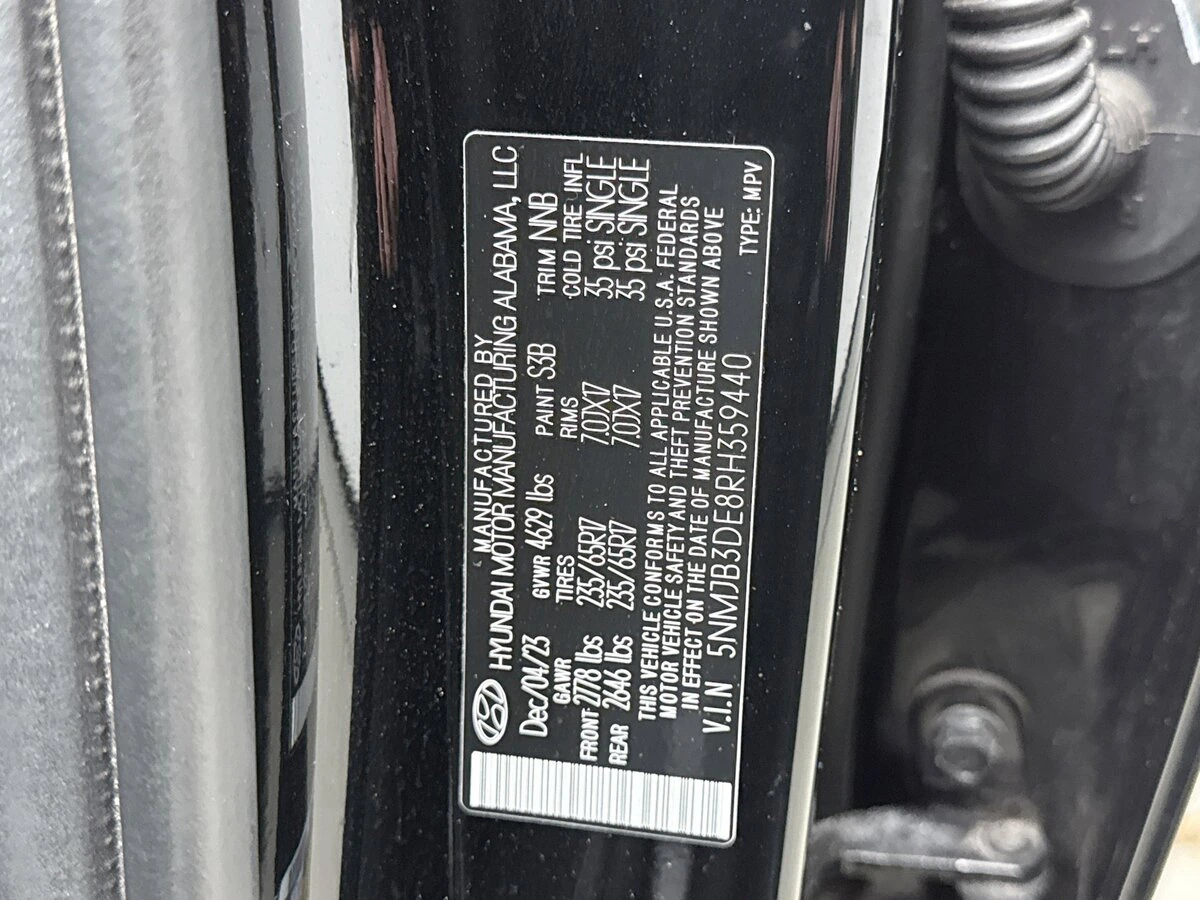 MANUFACTURED BY
HYUNDAI MOTOR MANUFACTURING ALABAMA, LLC
Dec/04/23 GVWR 4629 lbs PAINT S3B TRIM NNB
GAWR TIRES RIMS COLD TIRE INFL
FRONT 2778 lbs 235/65R17 7.0JX17 35 psi SINGLE
REAR 2646 lbs 235/65R17 7.0JX17 35 psi SINGLE
THIS VEHICLE CONFORMS TO ALL APPLICABLE U.S.A. FEDERAL
MOTOR VEHICLE SAFETY AND THEFT PREVENTION STANDARDS
IN EFFECT ON THE DATE OF MANUFACTURE SHOWN ABOVE
V.I.N 5NMJB3DE8RH359440 TYPE: MPV